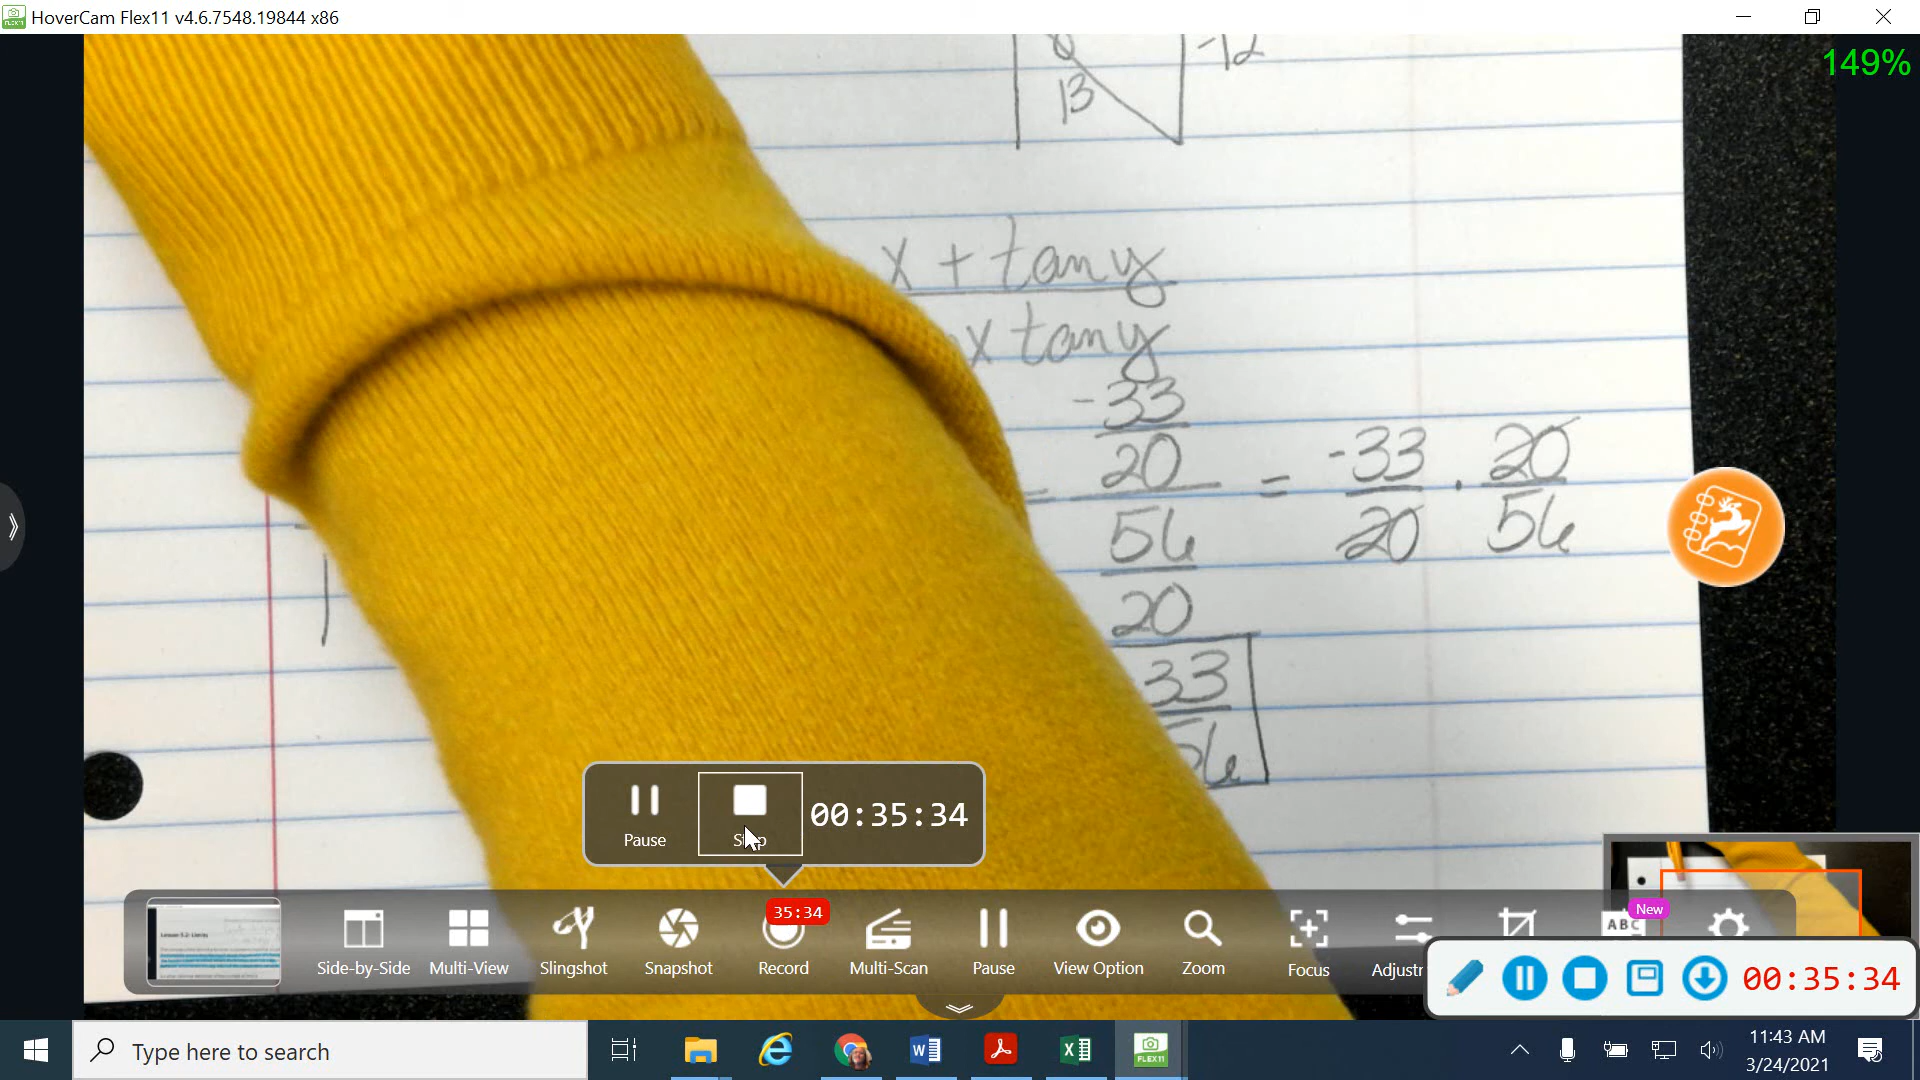 HoverCam Flex11 v4.6.7548.19844 x86
149%
-12
13
x + tan y
x tan y
-33
20
=
56
20
= -33 . 20
20 56
33
56
Pause
Stop
00:35:34
35:34
Side-by-Side
Multi-View
Slingshot
Snapshot
Record
Multi-Scan
Pause
View Option
Zoom
Focus
New
ABC
00:35:34
Type here to search
FLEX11
11:43 AM
3/24/2021